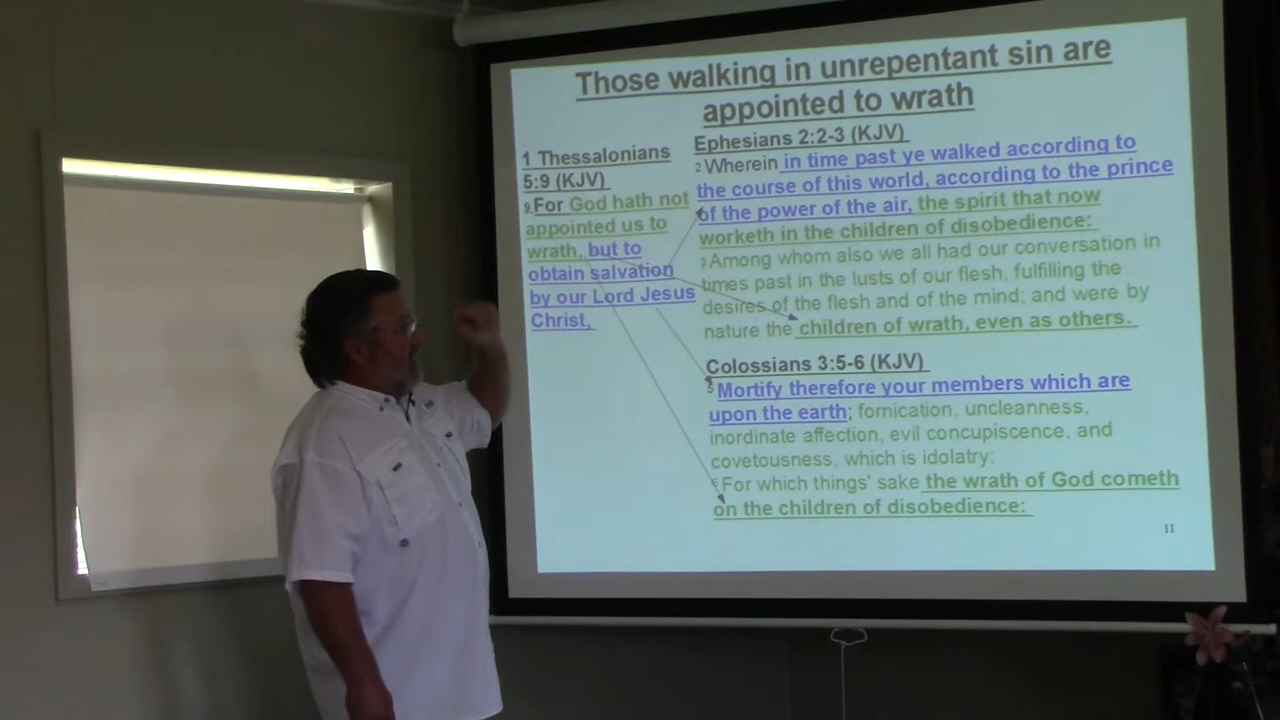 Those walking in unrepentant sin are
appointed to wrath
1 Thessalonians
5:9 (KJV)
9 For God hath not
appointed us to
wrath, but to
obtain salvation
by our Lord Jesus
Christ,
Ephesians 2:2-3 (KJV)
2 Wherein in time past ye walked according to
the course of this world, according to the prince
of the power of the air, the spirit that now
worketh in the children of disobedience:
3 Among whom also we all had our conversation in
times past in the lusts of our flesh, fulfilling the
desires of the flesh and of the mind; and were by
nature the children of wrath, even as others.
Colossians 3:5-6 (KJV)
5 Mortify therefore your members which are
upon the earth; fornication, uncleanness,
inordinate affection, evil concupiscence, and
covetousness, which is idolatry:
6 For which things' sake the wrath of God cometh
on the children of disobedience:
11